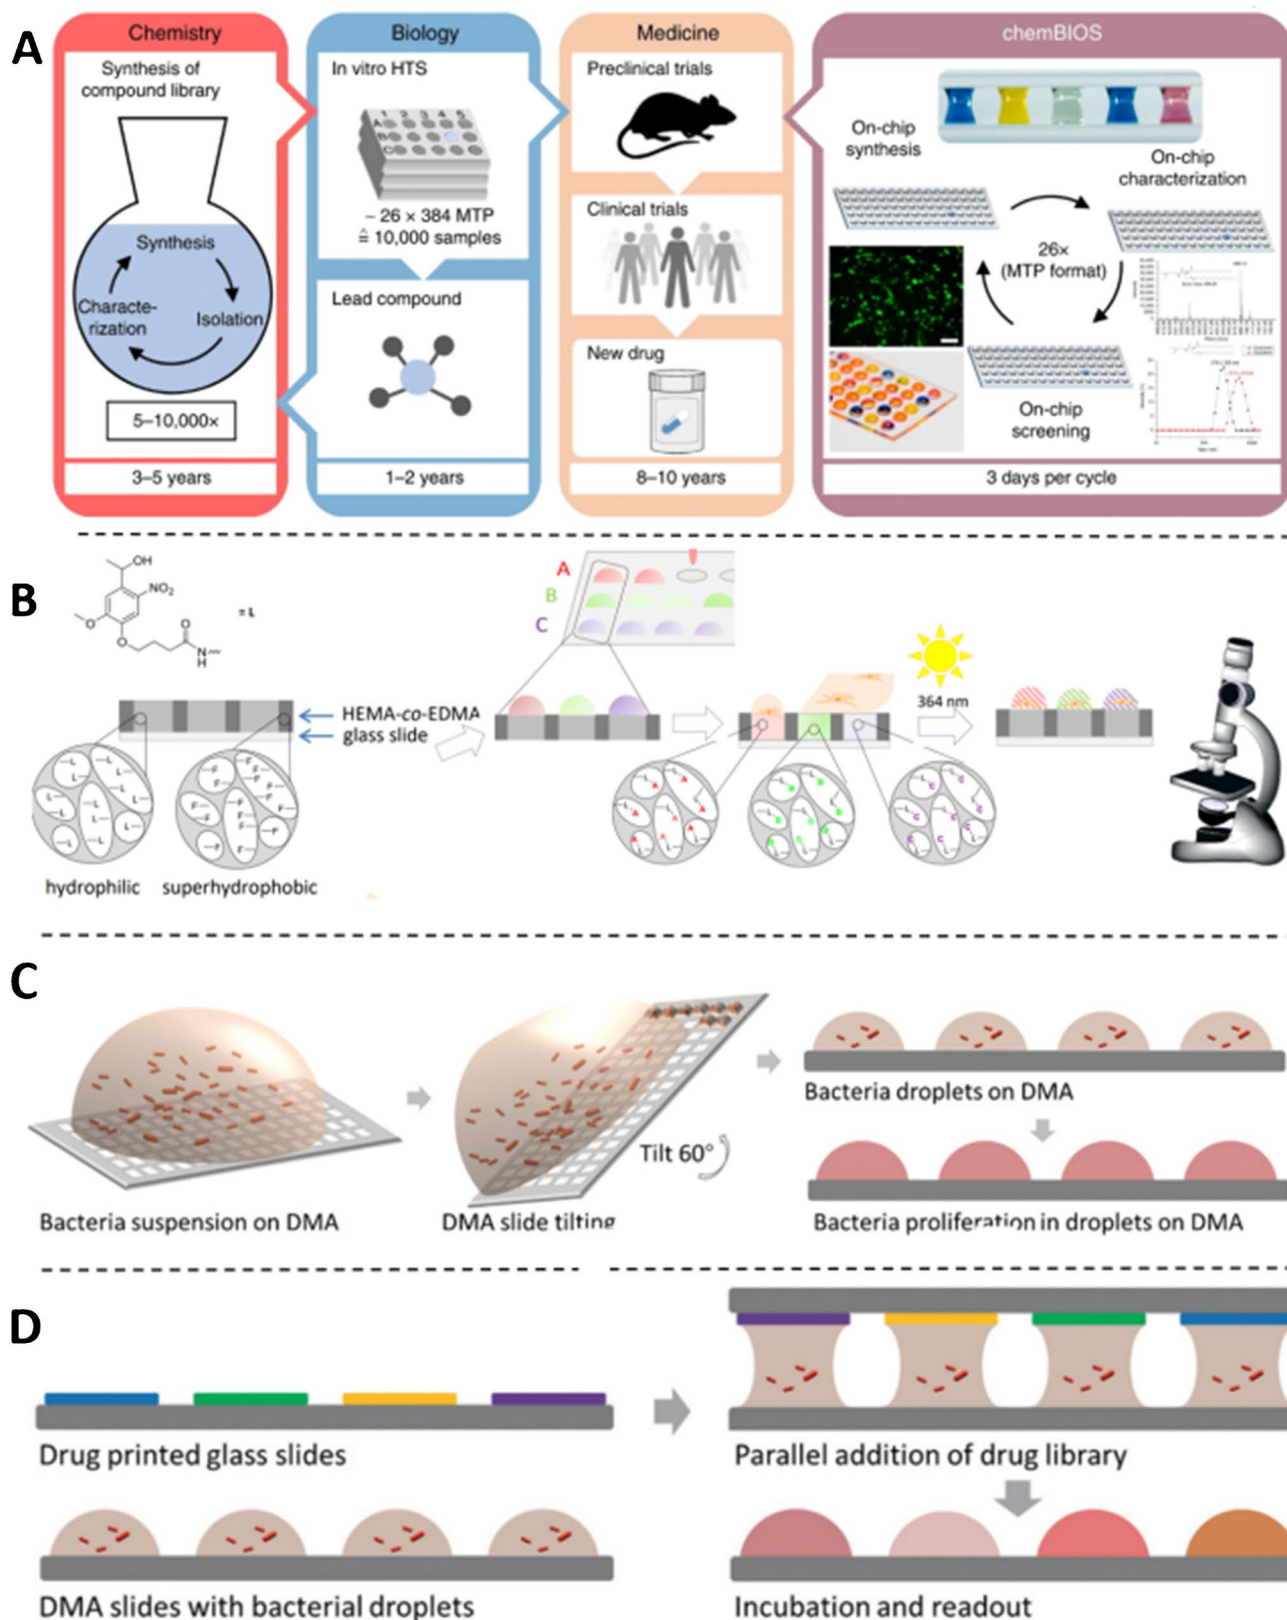 A
Chemistry
Synthesis of
compound library
Synthesis
Characte-
rization
Isolation
5–10,000×
3–5 years
Biology
In vitro HTS
1 2 3 4 5
A
B
C
~ 26 × 384 MTP
≙ 10,000 samples
Lead compound
1–2 years
Medicine
Preclinical trials
Clinical trials
New drug
8–10 years
chemBIOS
On-chip
synthesis
On-chip
characterization
26×
(MTP format)
On-chip
screening
3 days per cycle
B
OH
NO2
O
O
O
N
H
= L
HEMA-co-EDMA
glass slide
hydrophilic
superhydrophobic
A
B
C
364 nm
C
Bacteria suspension on DMA
Tilt 60°
DMA slide tilting
Bacteria droplets on DMA
Bacteria proliferation in droplets on DMA
D
Drug printed glass slides
DMA slides with bacterial droplets
Parallel addition of drug library
Incubation and readout